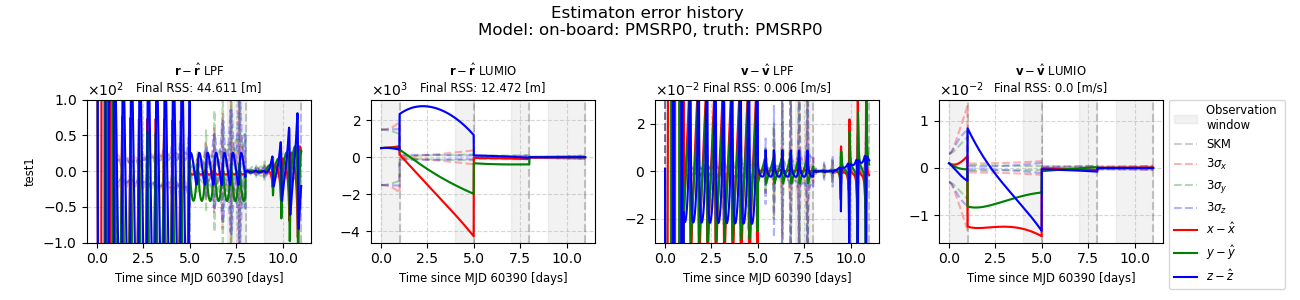 Estimaton error history
Model: on-board: PMSRP0, truth: PMSRP0
r − r̂ LPF
×10² Final RSS: 44.611 [m]
1.0
0.5
0.0
−0.5
−1.0
test1
0.0 2.5 5.0 7.5 10.0
Time since MJD 60390 [days]
r − r̂ LUMIO
×10³ Final RSS: 12.472 [m]
2
0
−2
−4
0.0 2.5 5.0 7.5 10.0
Time since MJD 60390 [days]
v − v̂ LPF
×10⁻² Final RSS: 0.006 [m/s]
2
0
−2
0.0 2.5 5.0 7.5 10.0
Time since MJD 60390 [days]
v − v̂ LUMIO
×10⁻² Final RSS: 0.0 [m/s]
1
0
−1
0.0 2.5 5.0 7.5 10.0
Time since MJD 60390 [days]
Observation
window
SKM
3σₓ
3σᵧ
3σ_z
x − x̂
y − ŷ
z − ẑ